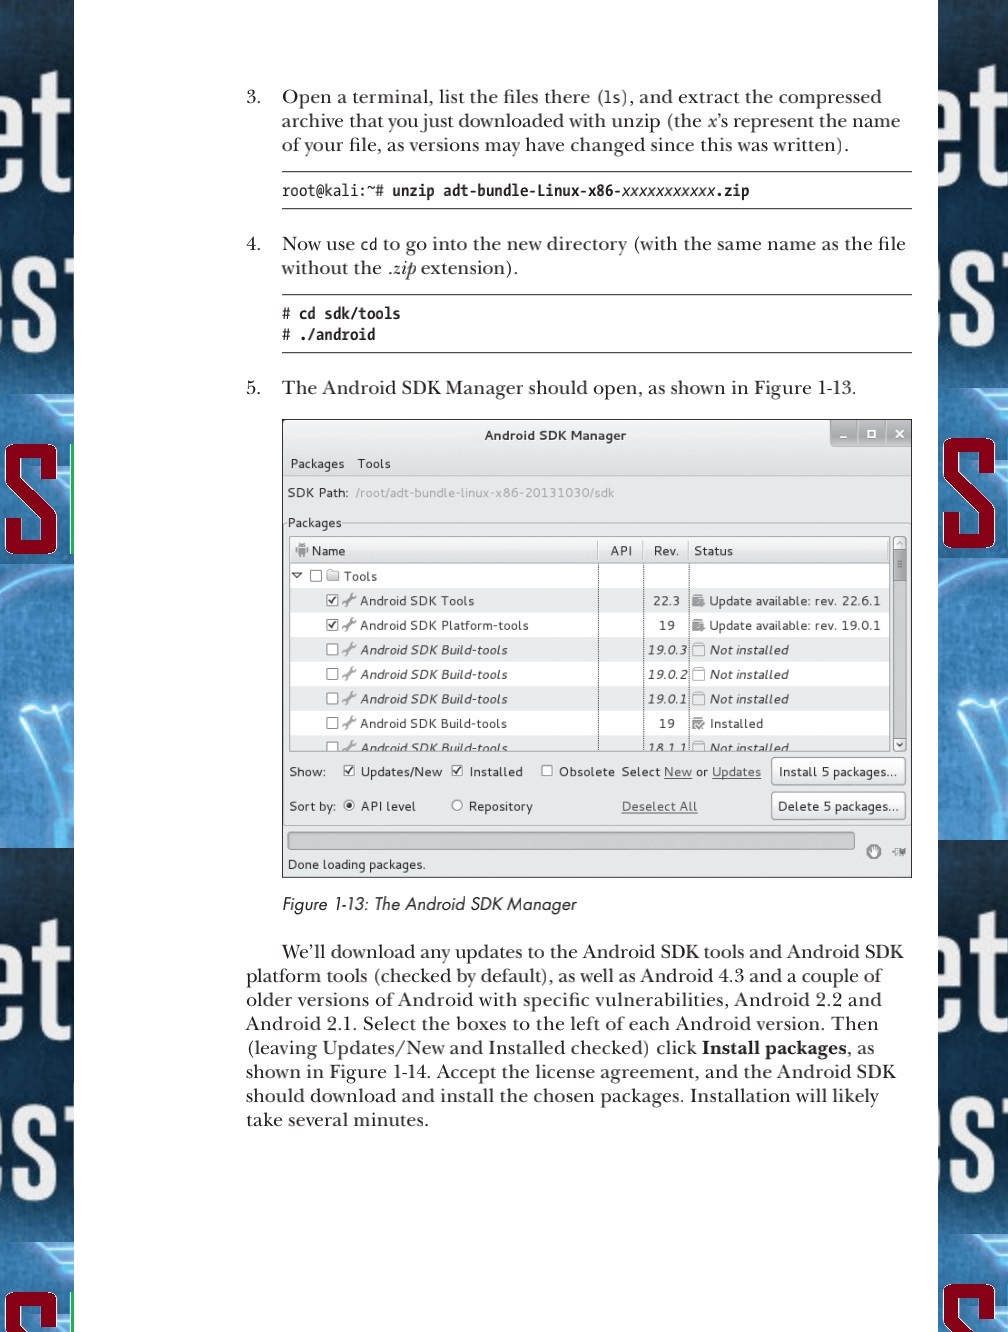 3. Open a terminal, list the files there (ls), and extract the compressed
archive that you just downloaded with unzip (the x's represent the name
of your file, as versions may have changed since this was written).
root@kali:~# unzip adt-bundle-Linux-x86-xxxxxxxxxxx.zip
4. Now use cd to go into the new directory (with the same name as the file
without the .zip extension).
# cd sdk/tools
# ./android
5. The Android SDK Manager should open, as shown in Figure 1-13.
Android SDK Manager
Packages Tools
SDK Path: /root/adt-bundle-linux-x86-20131030/sdk
Packages
Name API Rev. Status
Tools
Android SDK Tools 22.3 Update available: rev. 22.6.1
Android SDK Platform-tools 19 Update available: rev. 19.0.1
Android SDK Build-tools 19.0.3 Not installed
Android SDK Build-tools 19.0.2 Not installed
Android SDK Build-tools 19.0.1 Not installed
Android SDK Build-tools 19 Installed
Android SDK Build-tools 18.1.1 Not installed
Show: Updates/New Installed Obsolete Select New or Updates Install 5 packages...
Sort by: API level Repository Deselect All Delete 5 packages...
Done loading packages.
Figure 1-13: The Android SDK Manager
We'll download any updates to the Android SDK tools and Android SDK
platform tools (checked by default), as well as Android 4.3 and a couple of
older versions of Android with specific vulnerabilities, Android 2.2 and
Android 2.1. Select the boxes to the left of each Android version. Then
(leaving Updates/New and Installed checked) click Install packages, as
shown in Figure 1-14. Accept the license agreement, and the Android SDK
should download and install the chosen packages. Installation will likely
take several minutes.